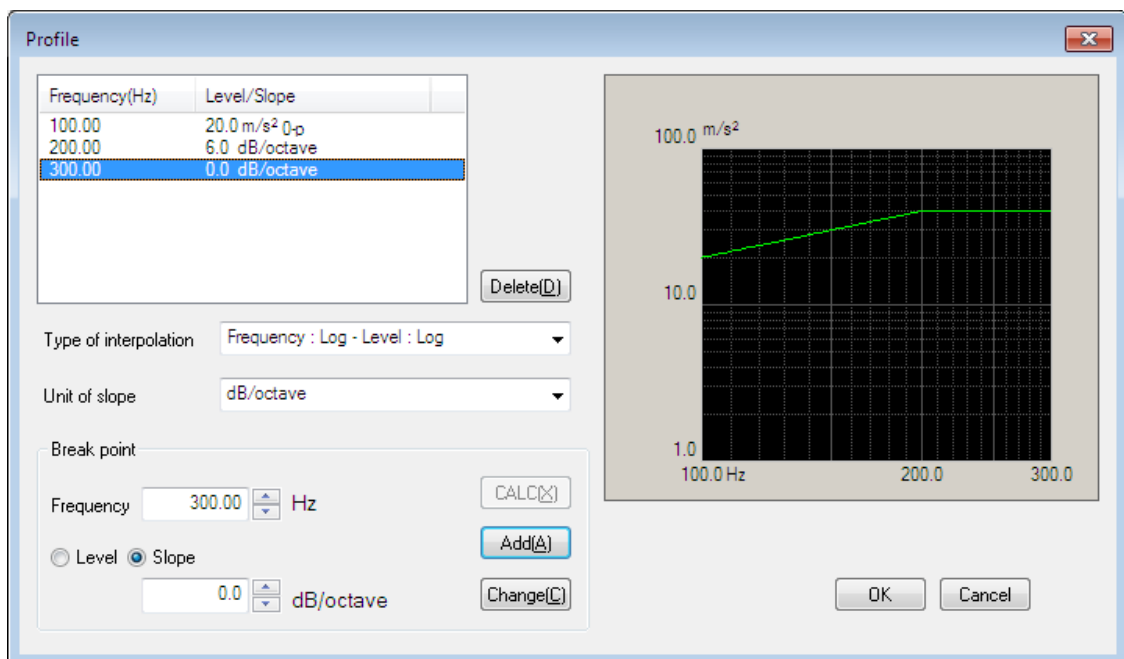 Profile
Frequency(Hz) Level/Slope
100.00 20.0 m/s² 0-p
200.00 6.0 dB/octave
300.00 0.0 dB/octave
Delete(D)
Type of interpolation Frequency : Log - Level : Log
Unit of slope dB/octave
Break point
Frequency 300.00 Hz
CALC(X)
Add(A)
Level Slope
0.0 dB/octave
Change(C)
100.0 m/s²
10.0
1.0
100.0 Hz 200.0 300.0
OK Cancel